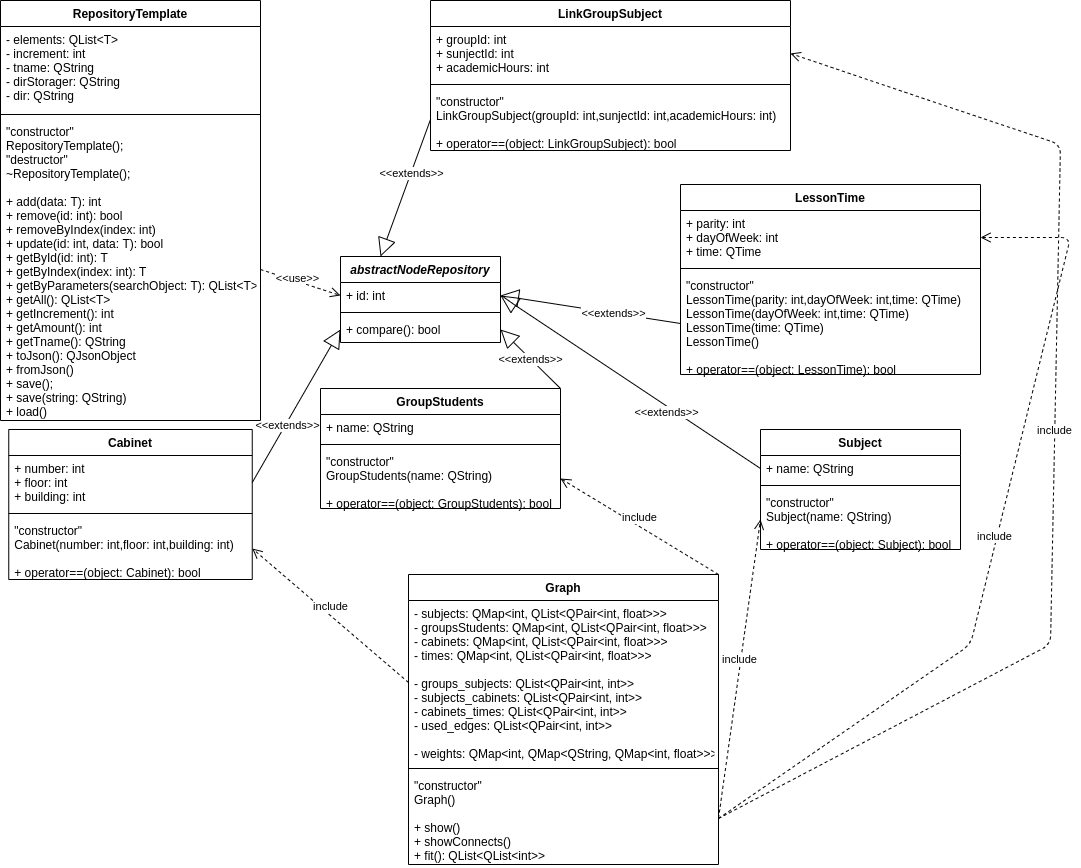 RepositoryTemplate
- elements: QList<T>
- increment: int
- tname: QString
- dirStorager: QString
- dir: QString
"constructor"
RepositoryTemplate();
"destructor"
~RepositoryTemplate();
+ add(data: T): int
+ remove(id: int): bool
+ removeByIndex(index: int)
+ update(id: int, data: T): bool
+ getById(id: int): T
+ getByIndex(index: int): T
+ getByParameters(searchObject: T): QList<T>
+ getAll(): QList<T>
+ getIncrement(): int
+ getAmount(): int
+ getTname(): QString
+ toJson(): QJsonObject
+ fromJson()
+ save();
+ save(string: QString)
+ load()
LinkGroupSubject
+ groupId: int
+ sunjectId: int
+ academicHours: int
"constructor"
LinkGroupSubject(groupId: int,sunjectId: int,academicHours: int)
+ operator==(object: LinkGroupSubject): bool
<<extends>>
LessonTime
+ parity: int
+ dayOfWeek: int
+ time: QTime
"constructor"
LessonTime(parity: int,dayOfWeek: int,time: QTime)
LessonTime(dayOfWeek: int,time: QTime)
LessonTime(time: QTime)
LessonTime()
+ operator==(object: LessonTime): bool
<<use>>
abstractNodeRepository
+ id: int
+ compare(): bool
<<extends>>
<<extends>>
<<extends>>
<<extends>>
GroupStudents
+ name: QString
"constructor"
GroupStudents(name: QString)
+ operator==(object: GroupStudents): bool
Cabinet
+ number: int
+ floor: int
+ building: int
"constructor"
Cabinet(number: int,floor: int,building: int)
+ operator==(object: Cabinet): bool
Subject
+ name: QString
"constructor"
Subject(name: QString)
+ operator==(object: Subject): bool
include
include
include
include
include
Graph
- subjects: QMap<int, QList<QPair<int, float>>>
- groupsStudents: QMap<int, QList<QPair<int, float>>>
- cabinets: QMap<int, QList<QPair<int, float>>>
- times: QMap<int, QList<QPair<int, float>>>
- groups_subjects: QList<QPair<int, int>>
- subjects_cabinets: QList<QPair<int, int>>
- cabinets_times: QList<QPair<int, int>>
- used_edges: QList<QPair<int, int>>
- weights: QMap<int, QMap<QString, QMap<int, float>>>
"constructor"
Graph()
+ show()
+ showConnects()
+ fit(): QList<QList<int>>